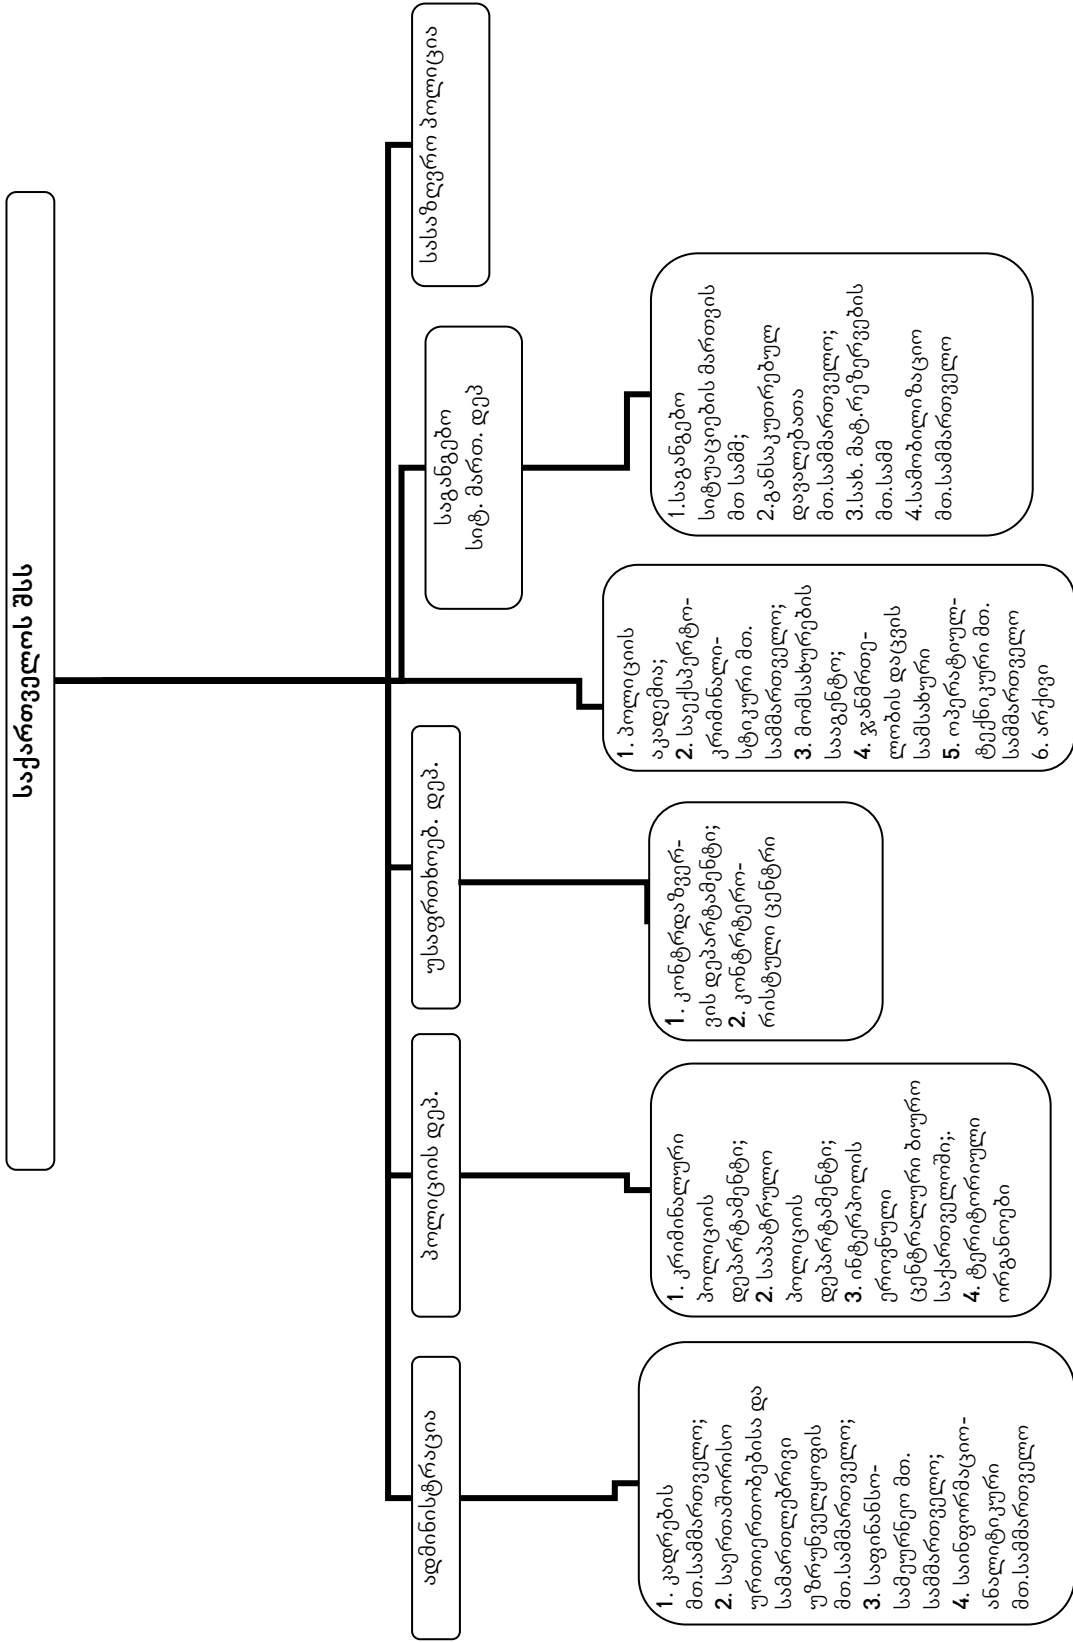 საქართველოს შსს
ადმინისტრაცია
პოლიციის დეპ.
უსაფრთხოებ. დეპ.
საგანგებო
სიტ. მართ. დეპ
სასაზღვრო პოლიცია
1. კადრების
მთ.სამმართველო;
2. საერთაშორისო
ურთიერთობებისა და
სამართლებრივი
უზრუნველყოფის
მთ.სამმართველო;
3. საფინანსო-
სამეურნეო მთ.
სამმართველო;
4. საინფორმაციო-
ანალიტიკური
მთ.სამმართველო
1. კრიმინალური
პოლიციის
დეპარტამენტი;
2. საპატრულო
პოლიციის
დეპარტამენტი;
3. ინტერპოლის
ეროვნული
ცენტრალური ბიურო
საქართველოში;.
4. ტერიტორიული
ორგანოები
1. კონტრდაზვერ-
ვის დეპარტამენტი;
2. კონტრტერო-
რისტული ცენტრი
1. პოლიციის
აკადემია;
2. საექსპერტო-
კრიმინალი-
სტიკური მთ.
სამმართველო;
3. მომსახურების
სააგენტო;
4. ჯანმრთე-
ლობის დაცვის
სამსახური
5. ოპერატიულ-
ტექნიკური მთ.
სამმართველო
6. არქივი
1.საგანგებო
სიტუაციების მართვის
მთ სამმ;
2.განსაკუთრებულ
დავალებათა
მთ.სამმართველო;
3.სახ. მატ.რეზერვების
მთ.სამმ
4.სამობილიზაციო
მთ.სამმართველო